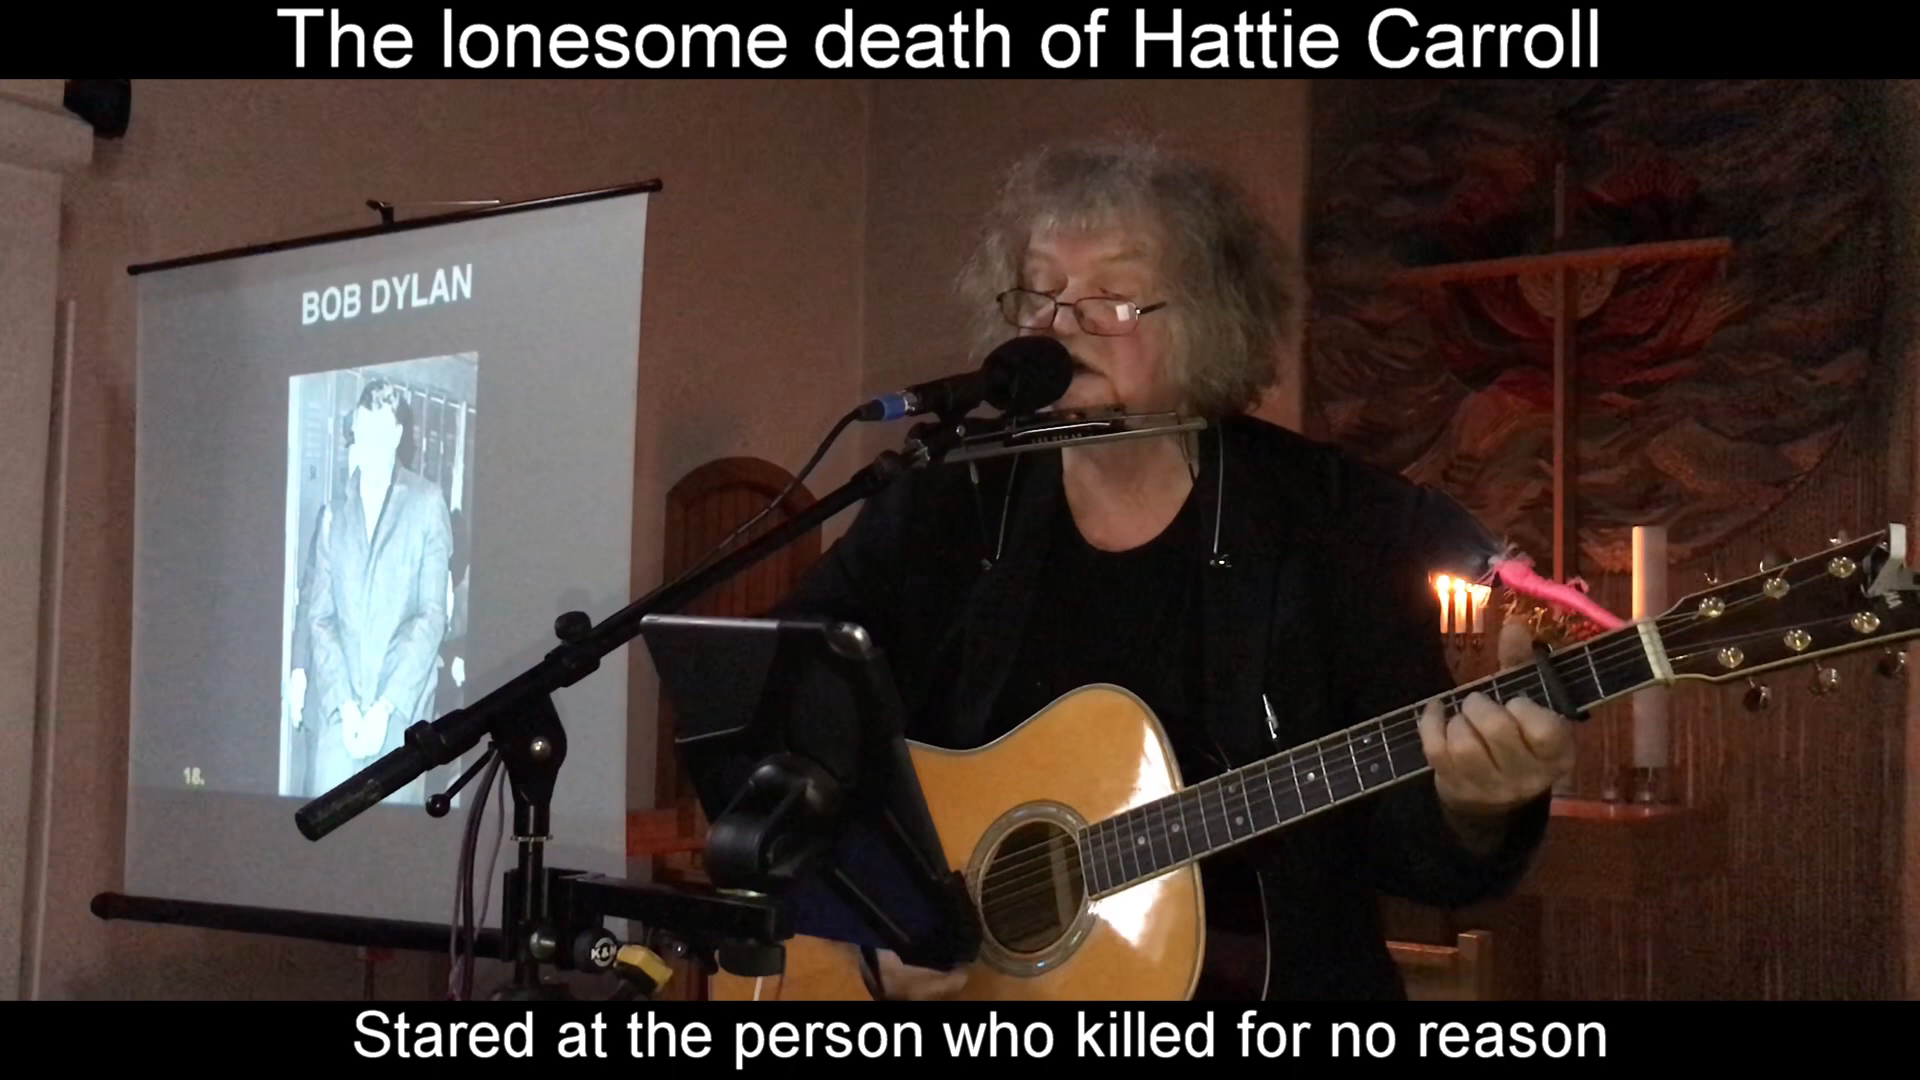 The lonesome death of Hattie Carroll
BOB DYLAN
18.
K&M
Stared at the person who killed for no reason